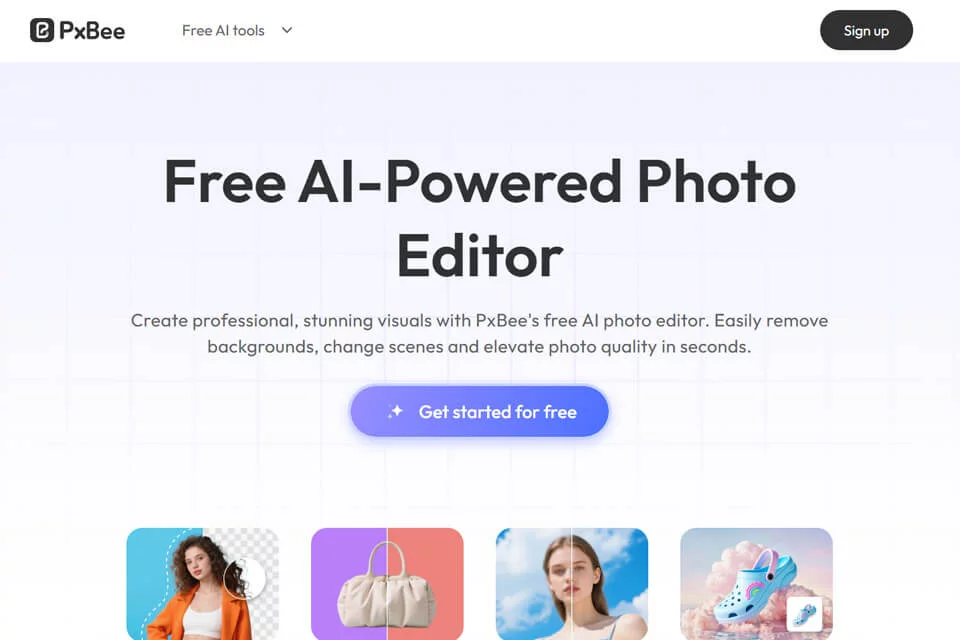 PxBee
Free AI tools
Sign up
Free AI-Powered Photo
Editor
Create professional, stunning visuals with PxBee's free AI photo editor. Easily remove
backgrounds, change scenes and elevate photo quality in seconds.
Get started for free